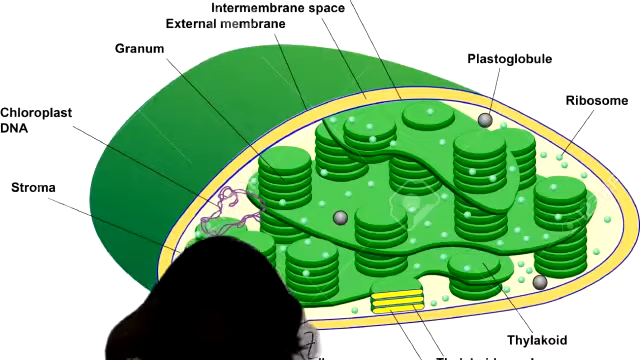 Intermembrane space
External membrane
Granum
Plastoglobule
Ribosome
Chloroplast
DNA
Stroma
Thylakoid